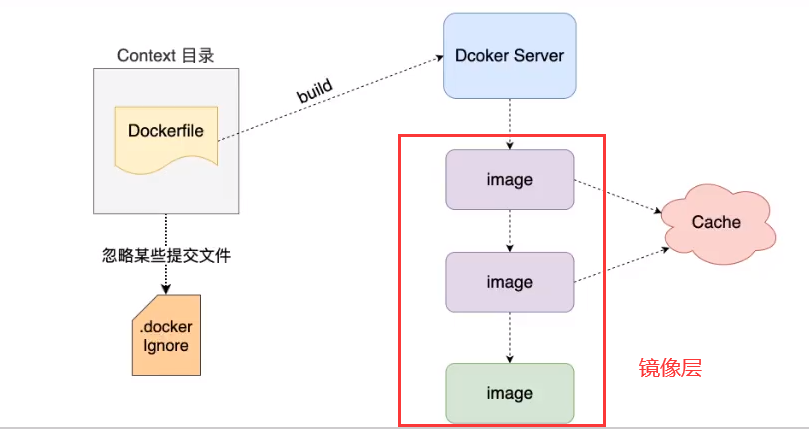 Context 目录
Dockerfile
build
Dcoker Server
image
Cache
忽略某些提交文件
image
.docker
Ignore
image
镜像层